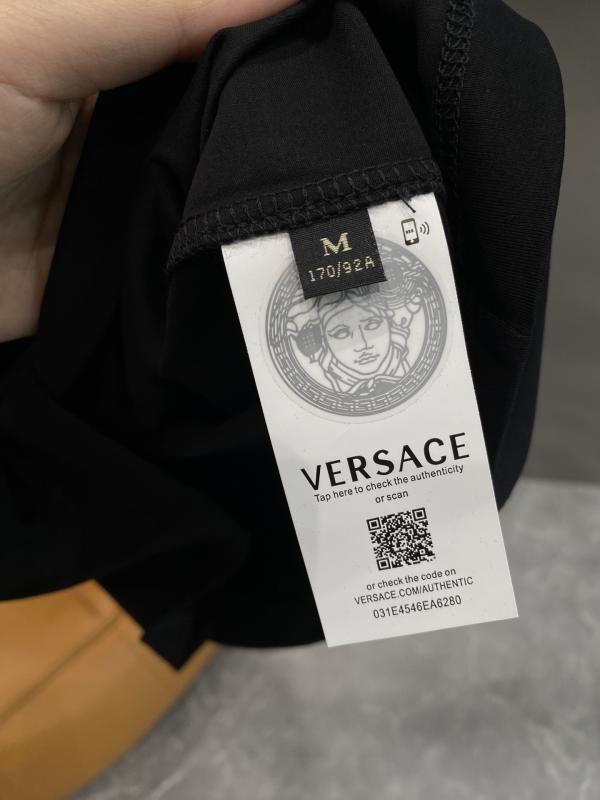 M
170/92A
VERSACE
Tap here to check the authenticity
or scan
or check the code on
VERSACE.COM/AUTHENTIC
031E4546EA6280